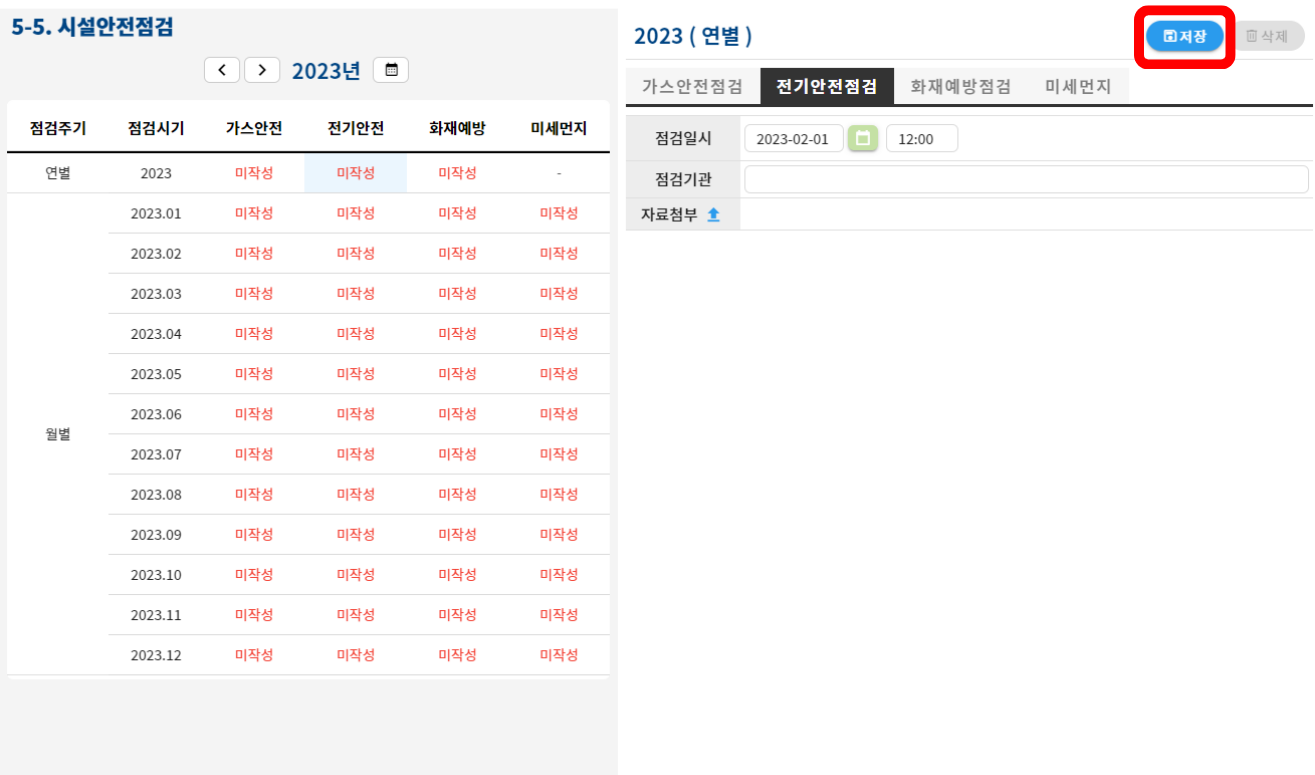 5-5. 시설안전점검
2023년
점검주기 점검시기 가스안전 전기안전 화재예방 미세먼지
연별 2023 미작성 미작성 미작성 -
월별
2023.01 미작성 미작성 미작성 미작성
2023.02 미작성 미작성 미작성 미작성
2023.03 미작성 미작성 미작성 미작성
2023.04 미작성 미작성 미작성 미작성
2023.05 미작성 미작성 미작성 미작성
2023.06 미작성 미작성 미작성 미작성
2023.07 미작성 미작성 미작성 미작성
2023.08 미작성 미작성 미작성 미작성
2023.09 미작성 미작성 미작성 미작성
2023.10 미작성 미작성 미작성 미작성
2023.11 미작성 미작성 미작성 미작성
2023.12 미작성 미작성 미작성 미작성
2023 ( 연별 )
저장 삭제
가스안전점검 전기안전점검 화재예방점검 미세먼지
점검일시 2023-02-01 12:00
점검기관
자료첨부